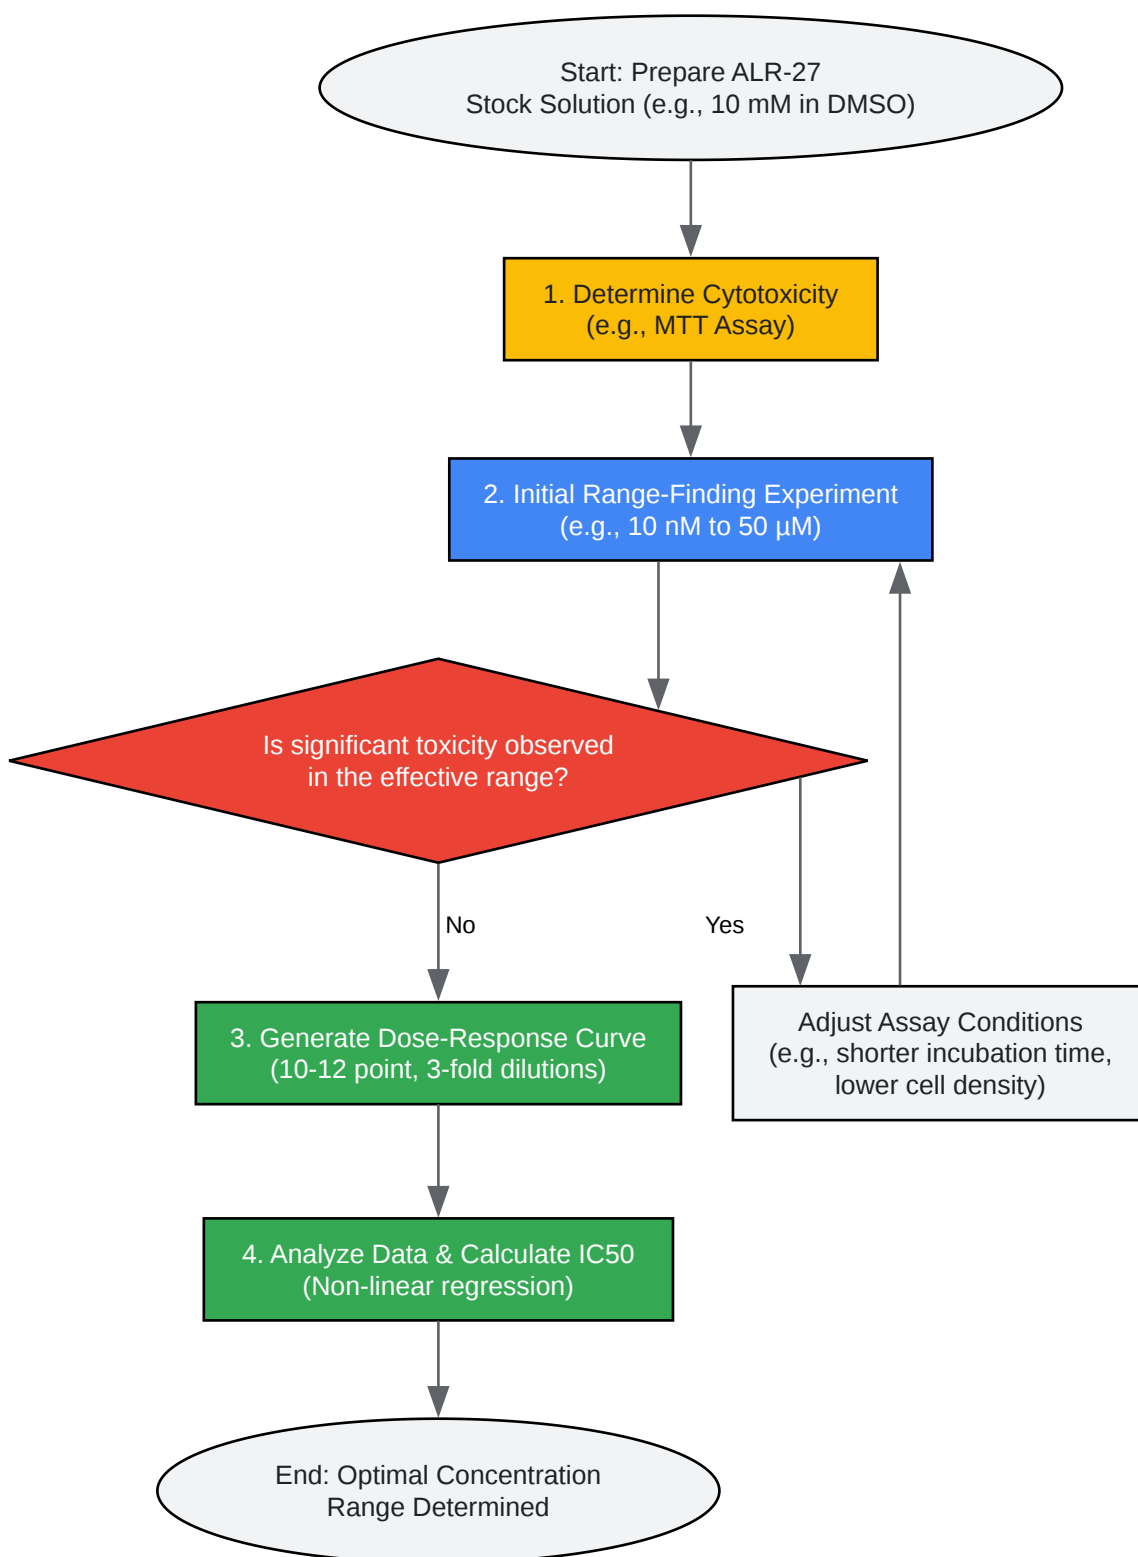 Start: Prepare ALR-27
Stock Solution (e.g., 10 mM in DMSO)
1. Determine Cytotoxicity
(e.g., MTT Assay)
2. Initial Range-Finding Experiment
(e.g., 10 nM to 50 µM)
Is significant toxicity observed
in the effective range?
No
Yes
3. Generate Dose-Response Curve
(10-12 point, 3-fold dilutions)
Adjust Assay Conditions
(e.g., shorter incubation time,
lower cell density)
4. Analyze Data & Calculate IC50
(Non-linear regression)
End: Optimal Concentration
Range Determined